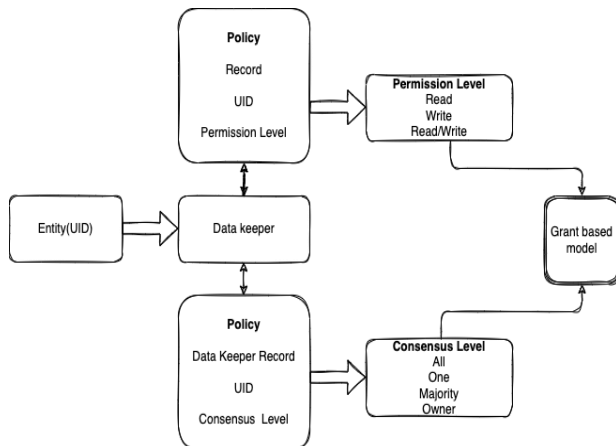 Policy
Record
UID
Permission Level
Permission Level
Read
Write
Read/Write
Entity(UID)
Data keeper
Grant based
model
Policy
Data Keeper Record
UID
Consensus Level
Consensus Level
All
One
Majority
Owner